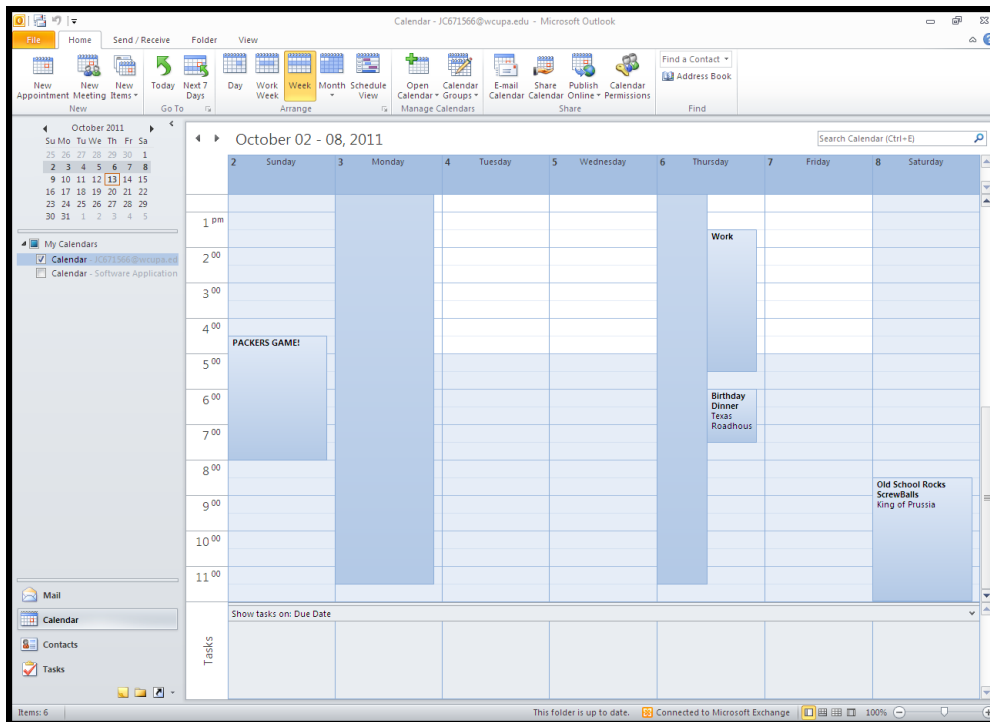 Calendar - JC671566@wcupa.edu - Microsoft Outlook
File Home Send / Receive Folder View
New Appointment
New Meeting
New Items
New
Today
Next 7 Days
Go To
Day
Work Week
Week
Month
Schedule View
Arrange
Open Calendar
Calendar Groups
Manage Calendars
E-mail Calendar
Share Calendar
Publish Online
Calendar Permissions
Share
Find a Contact
Address Book
Find
October 2011
Su Mo Tu We Th Fr Sa
25 26 27 28 29 30 1
2 3 4 5 6 7 8
9 10 11 12 13 14 15
16 17 18 19 20 21 22
23 24 25 26 27 28 29
30 31 1 2 3 4 5
My Calendars
Calendar - JC671566@wcupa.ed
Calendar - Software Application
Mail
Calendar
Contacts
Tasks
October 02 - 08, 2011
Search Calendar (Ctrl+E)
2 Sunday 3 Monday 4 Tuesday 5 Wednesday 6 Thursday 7 Friday 8 Saturday
1 pm
Work
2 00
3 00
4 00
PACKERS GAME!
5 00
6 00
Birthday
Dinner
Texas
Roadhous
7 00
8 00
Old School Rocks
ScrewBalls
King of Prussia
9 00
10 00
11 00
Show tasks on: Due Date
Tasks
Items: 6
This folder is up to date. Connected to Microsoft Exchange 100%